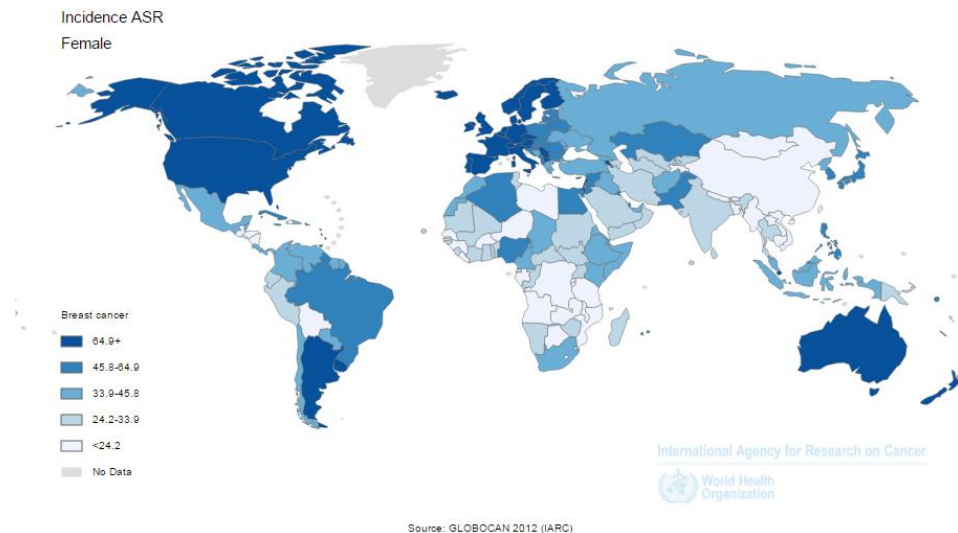 Incidence ASR
Female
Breast cancer
64.9+
45.8-64.9
33.9-45.8
24.2-33.9
<24.2
No Data
International Agency for Research on Cancer
World Health
Organization
Source: GLOBOCAN 2012 (IARC)